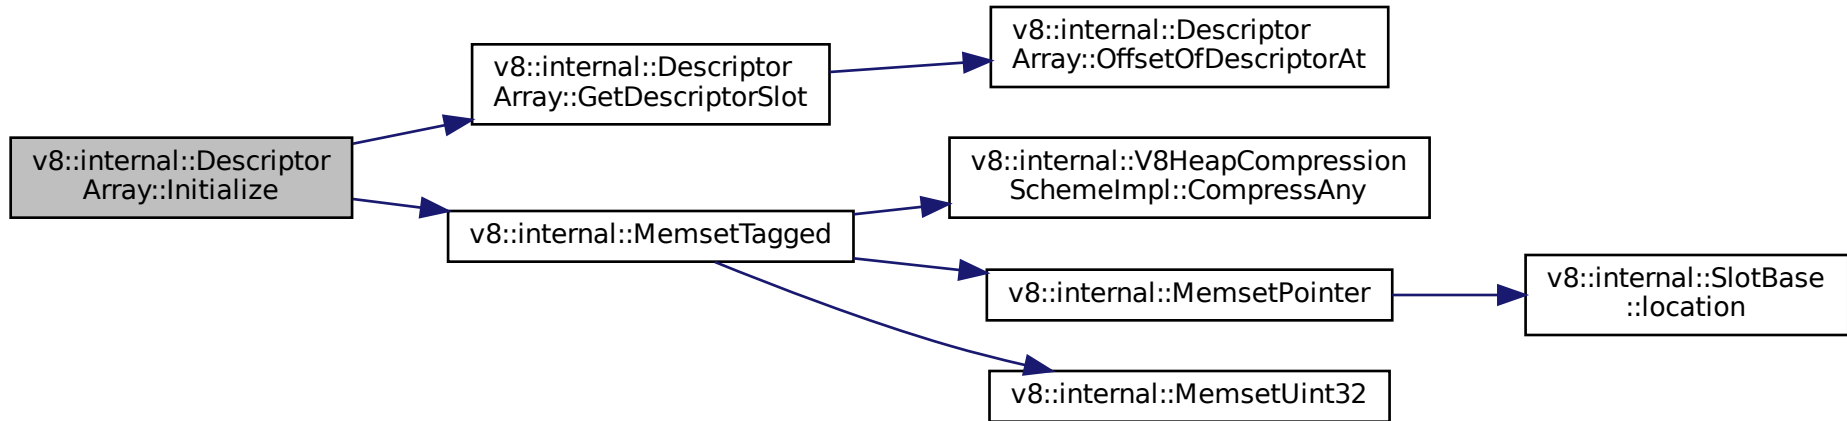 v8::internal::Descriptor
Array::Initialize
v8::internal::Descriptor
Array::GetDescriptorSlot
v8::internal::Descriptor
Array::OffsetOfDescriptorAt
v8::internal::MemsetTagged
v8::internal::V8HeapCompression
SchemeImpl::CompressAny
v8::internal::MemsetPointer
v8::internal::SlotBase
::location
v8::internal::MemsetUint32